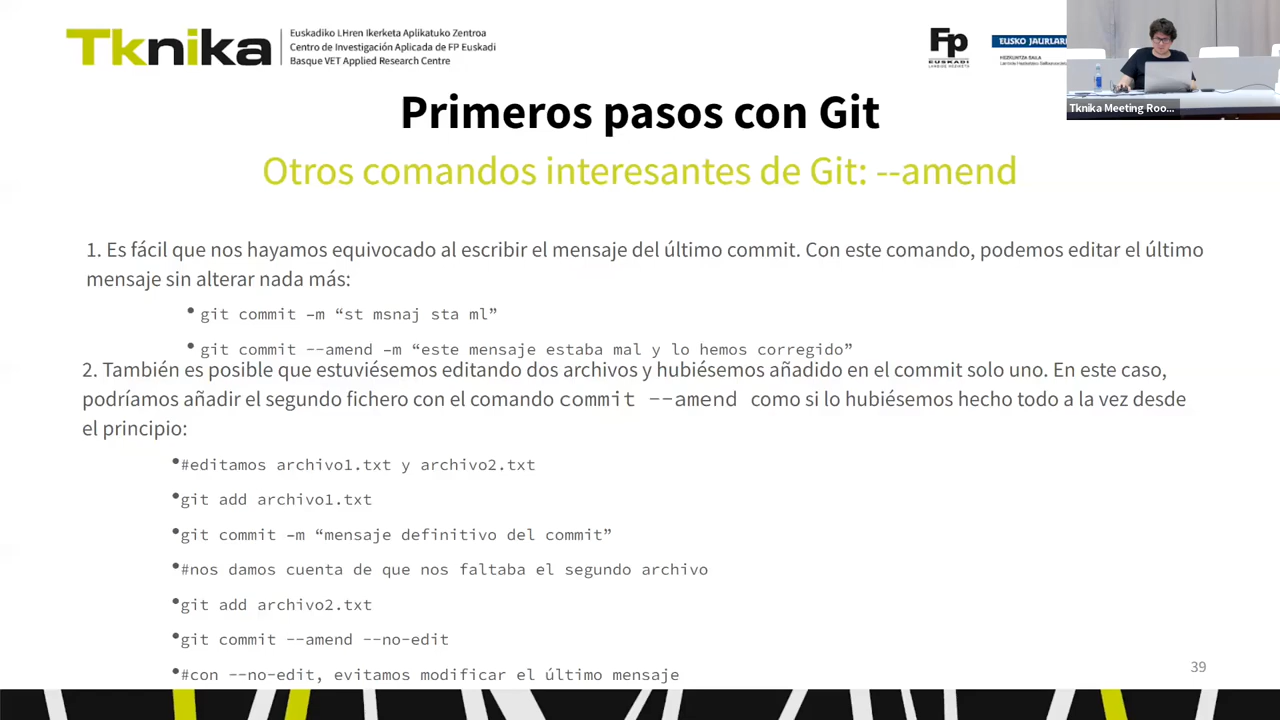 Tknika
Euskadiko LHren Ikerketa Aplikatuko Zentroa
Centro de Investigación Aplicada de FP Euskadi
Basque VET Applied Research Centre
Fp
EUSKADI
LANBIDE HEZIKETA
EUSKO JAURLARI
HEZKUNTZA SAILA
Tknika Meeting Roo...
Primeros pasos con Git
Otros comandos interesantes de Git: --amend
1. Es fácil que nos hayamos equivocado al escribir el mensaje del último commit. Con este comando, podemos editar el último
mensaje sin alterar nada más:
• git commit –m “st msnaj sta ml”
• git commit --amend –m “este mensaje estaba mal y lo hemos corregido”
2. También es posible que estuviésemos editando dos archivos y hubiésemos añadido en el commit solo uno. En este caso,
podríamos añadir el segundo fichero con el comando commit --amend como si lo hubiésemos hecho todo a la vez desde
el principio:
•#editamos archivo1.txt y archivo2.txt
•git add archivo1.txt
•git commit –m “mensaje definitivo del commit”
•#nos damos cuenta de que nos faltaba el segundo archivo
•git add archivo2.txt
•git commit --amend --no-edit
•#con --no-edit, evitamos modificar el último mensaje
39